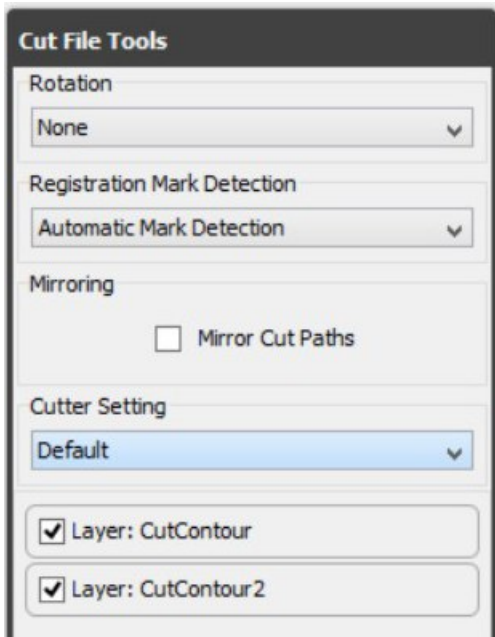 Cut File Tools
Rotation
None
Registration Mark Detection
Automatic Mark Detection
Mirroring
Mirror Cut Paths
Cutter Setting
Default
Layer: CutContour
Layer: CutContour2